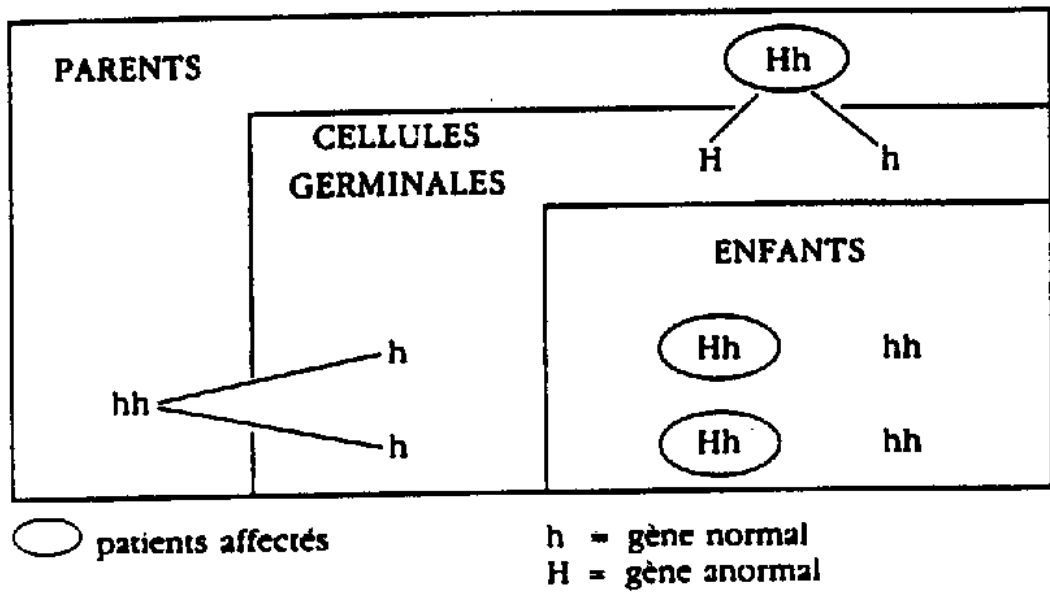 PARENTS
Hh
CELLULES
GERMINALES
H h
ENFANTS
h Hh hh
hh
h Hh hh
patients affectés
h = gène normal
H = gène anormal